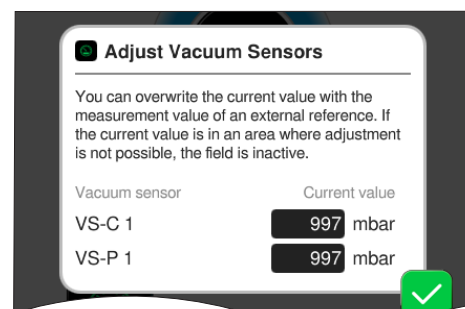 Adjust Vacuum Sensors
You can overwrite the current value with the
measurement value of an external reference. If
the current value is in an area where adjustment
is not possible, the field is inactive.
Vacuum sensor Current value
VS-C 1 997 mbar
VS-P 1 997 mbar